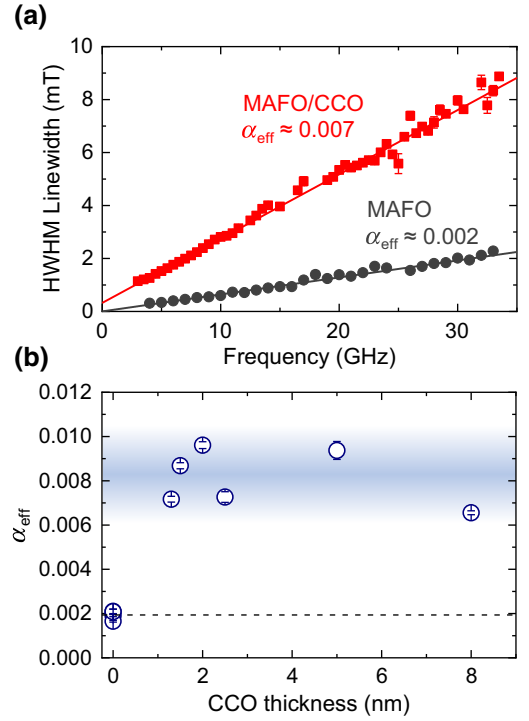 (a)
10
8
6
4
2
0
HWHM Linewidth (mT)
MAFO/CCO
αeff ≈ 0.007
MAFO
αeff ≈ 0.002
0 10 20 30
Frequency (GHz)
(b)
0.012
0.010
0.008
0.006
0.004
0.002
0.000
αeff
0 2 4 6 8
CCO thickness (nm)